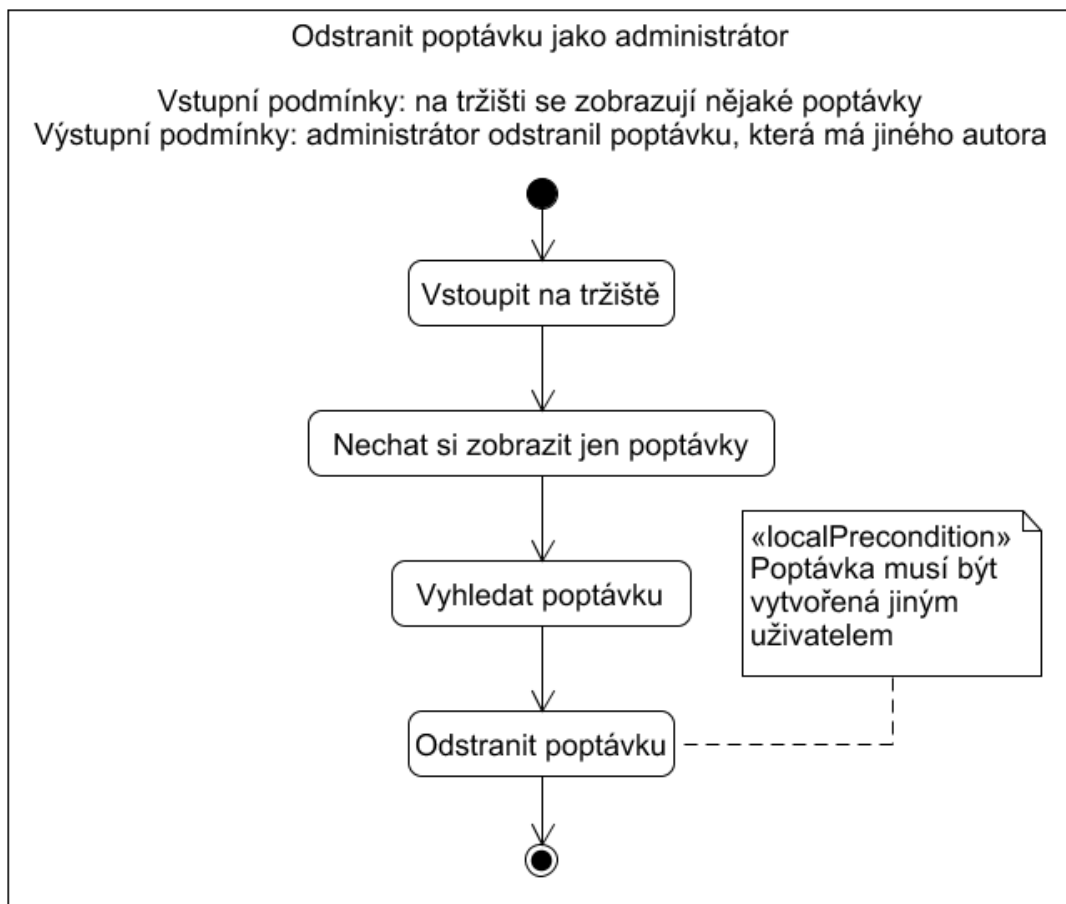 Odstranit poptávku jako administrátor
Vstupní podmínky: na tržišti se zobrazují nějaké poptávky
Výstupní podmínky: administrátor odstranil poptávku, která má jiného autora
Vstoupit na tržiště
Nechat si zobrazit jen poptávky
Vyhledat poptávku
«localPrecondition»
Poptávka musí být
vytvořená jiným
uživatelem
Odstranit poptávku